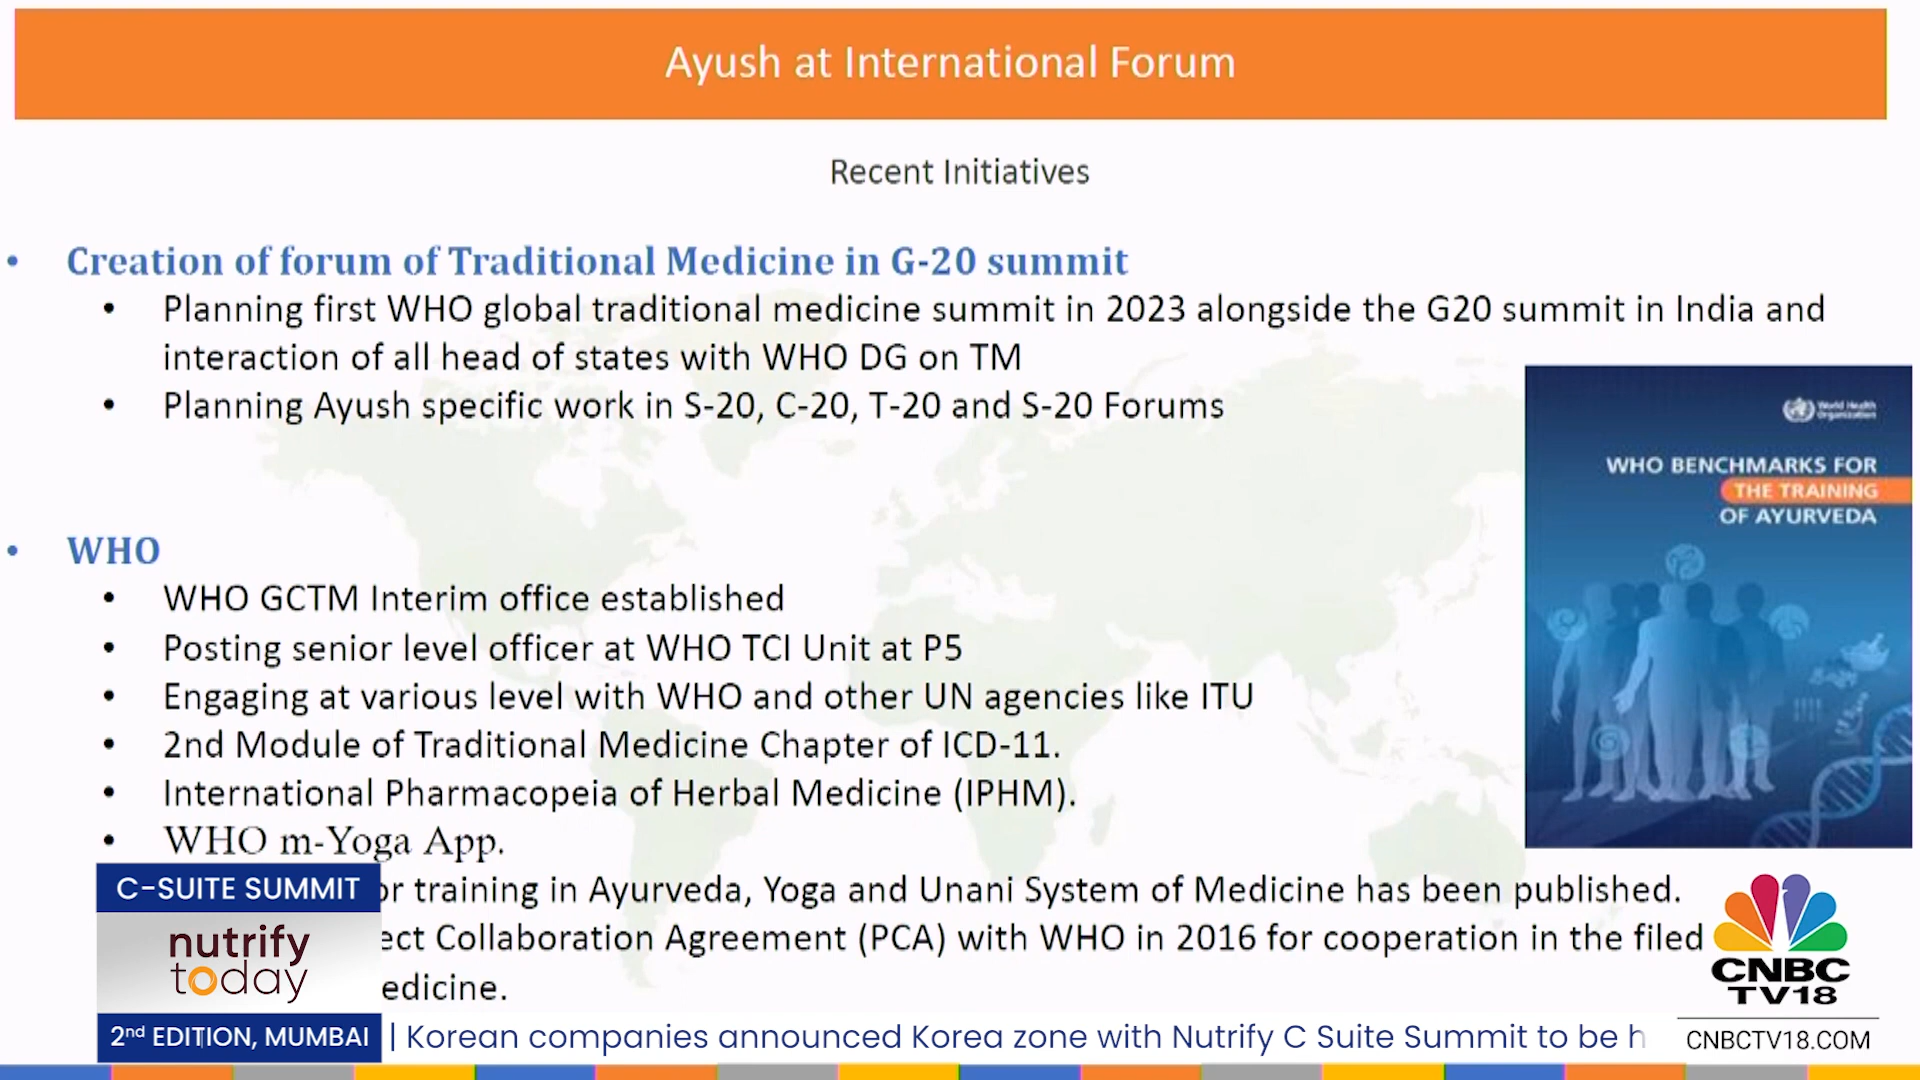 Ayush at International Forum
Recent Initiatives
• Creation of forum of Traditional Medicine in G-20 summit
• Planning first WHO global traditional medicine summit in 2023 alongside the G20 summit in India and
interaction of all head of states with WHO DG on TM
• Planning Ayush specific work in S-20, C-20, T-20 and S-20 Forums
World Health
Organization
WHO BENCHMARKS FOR
THE TRAINING
OF AYURVEDA
• WHO
• WHO GCTM Interim office established
• Posting senior level officer at WHO TCI Unit at P5
• Engaging at various level with WHO and other UN agencies like ITU
• 2nd Module of Traditional Medicine Chapter of ICD-11.
• International Pharmacopeia of Herbal Medicine (IPHM).
• WHO m-Yoga App.
or training in Ayurveda, Yoga and Unani System of Medicine has been published.
ect Collaboration Agreement (PCA) with WHO in 2016 for cooperation in the filed
edicine.
C-SUITE SUMMIT
nutrify
today
2nd EDITION, MUMBAI
| Korean companies announced Korea zone with Nutrify C Suite Summit to be h
CNBC
TV18
CNBCTV18.COM